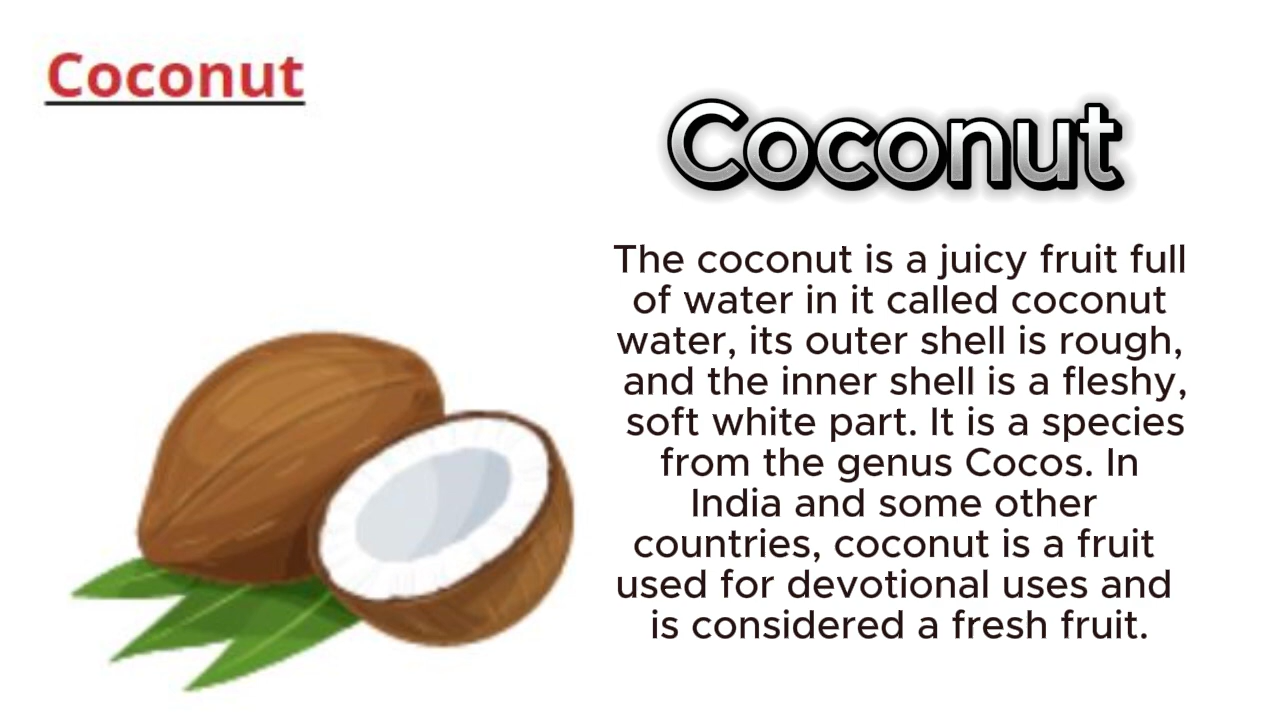 Coconut
Coconut
The coconut is a juicy fruit full
of water in it called coconut
water, its outer shell is rough,
and the inner shell is a fleshy,
soft white part. It is a species
from the genus Cocos. In
India and some other
countries, coconut is a fruit
used for devotional uses and
is considered a fresh fruit.